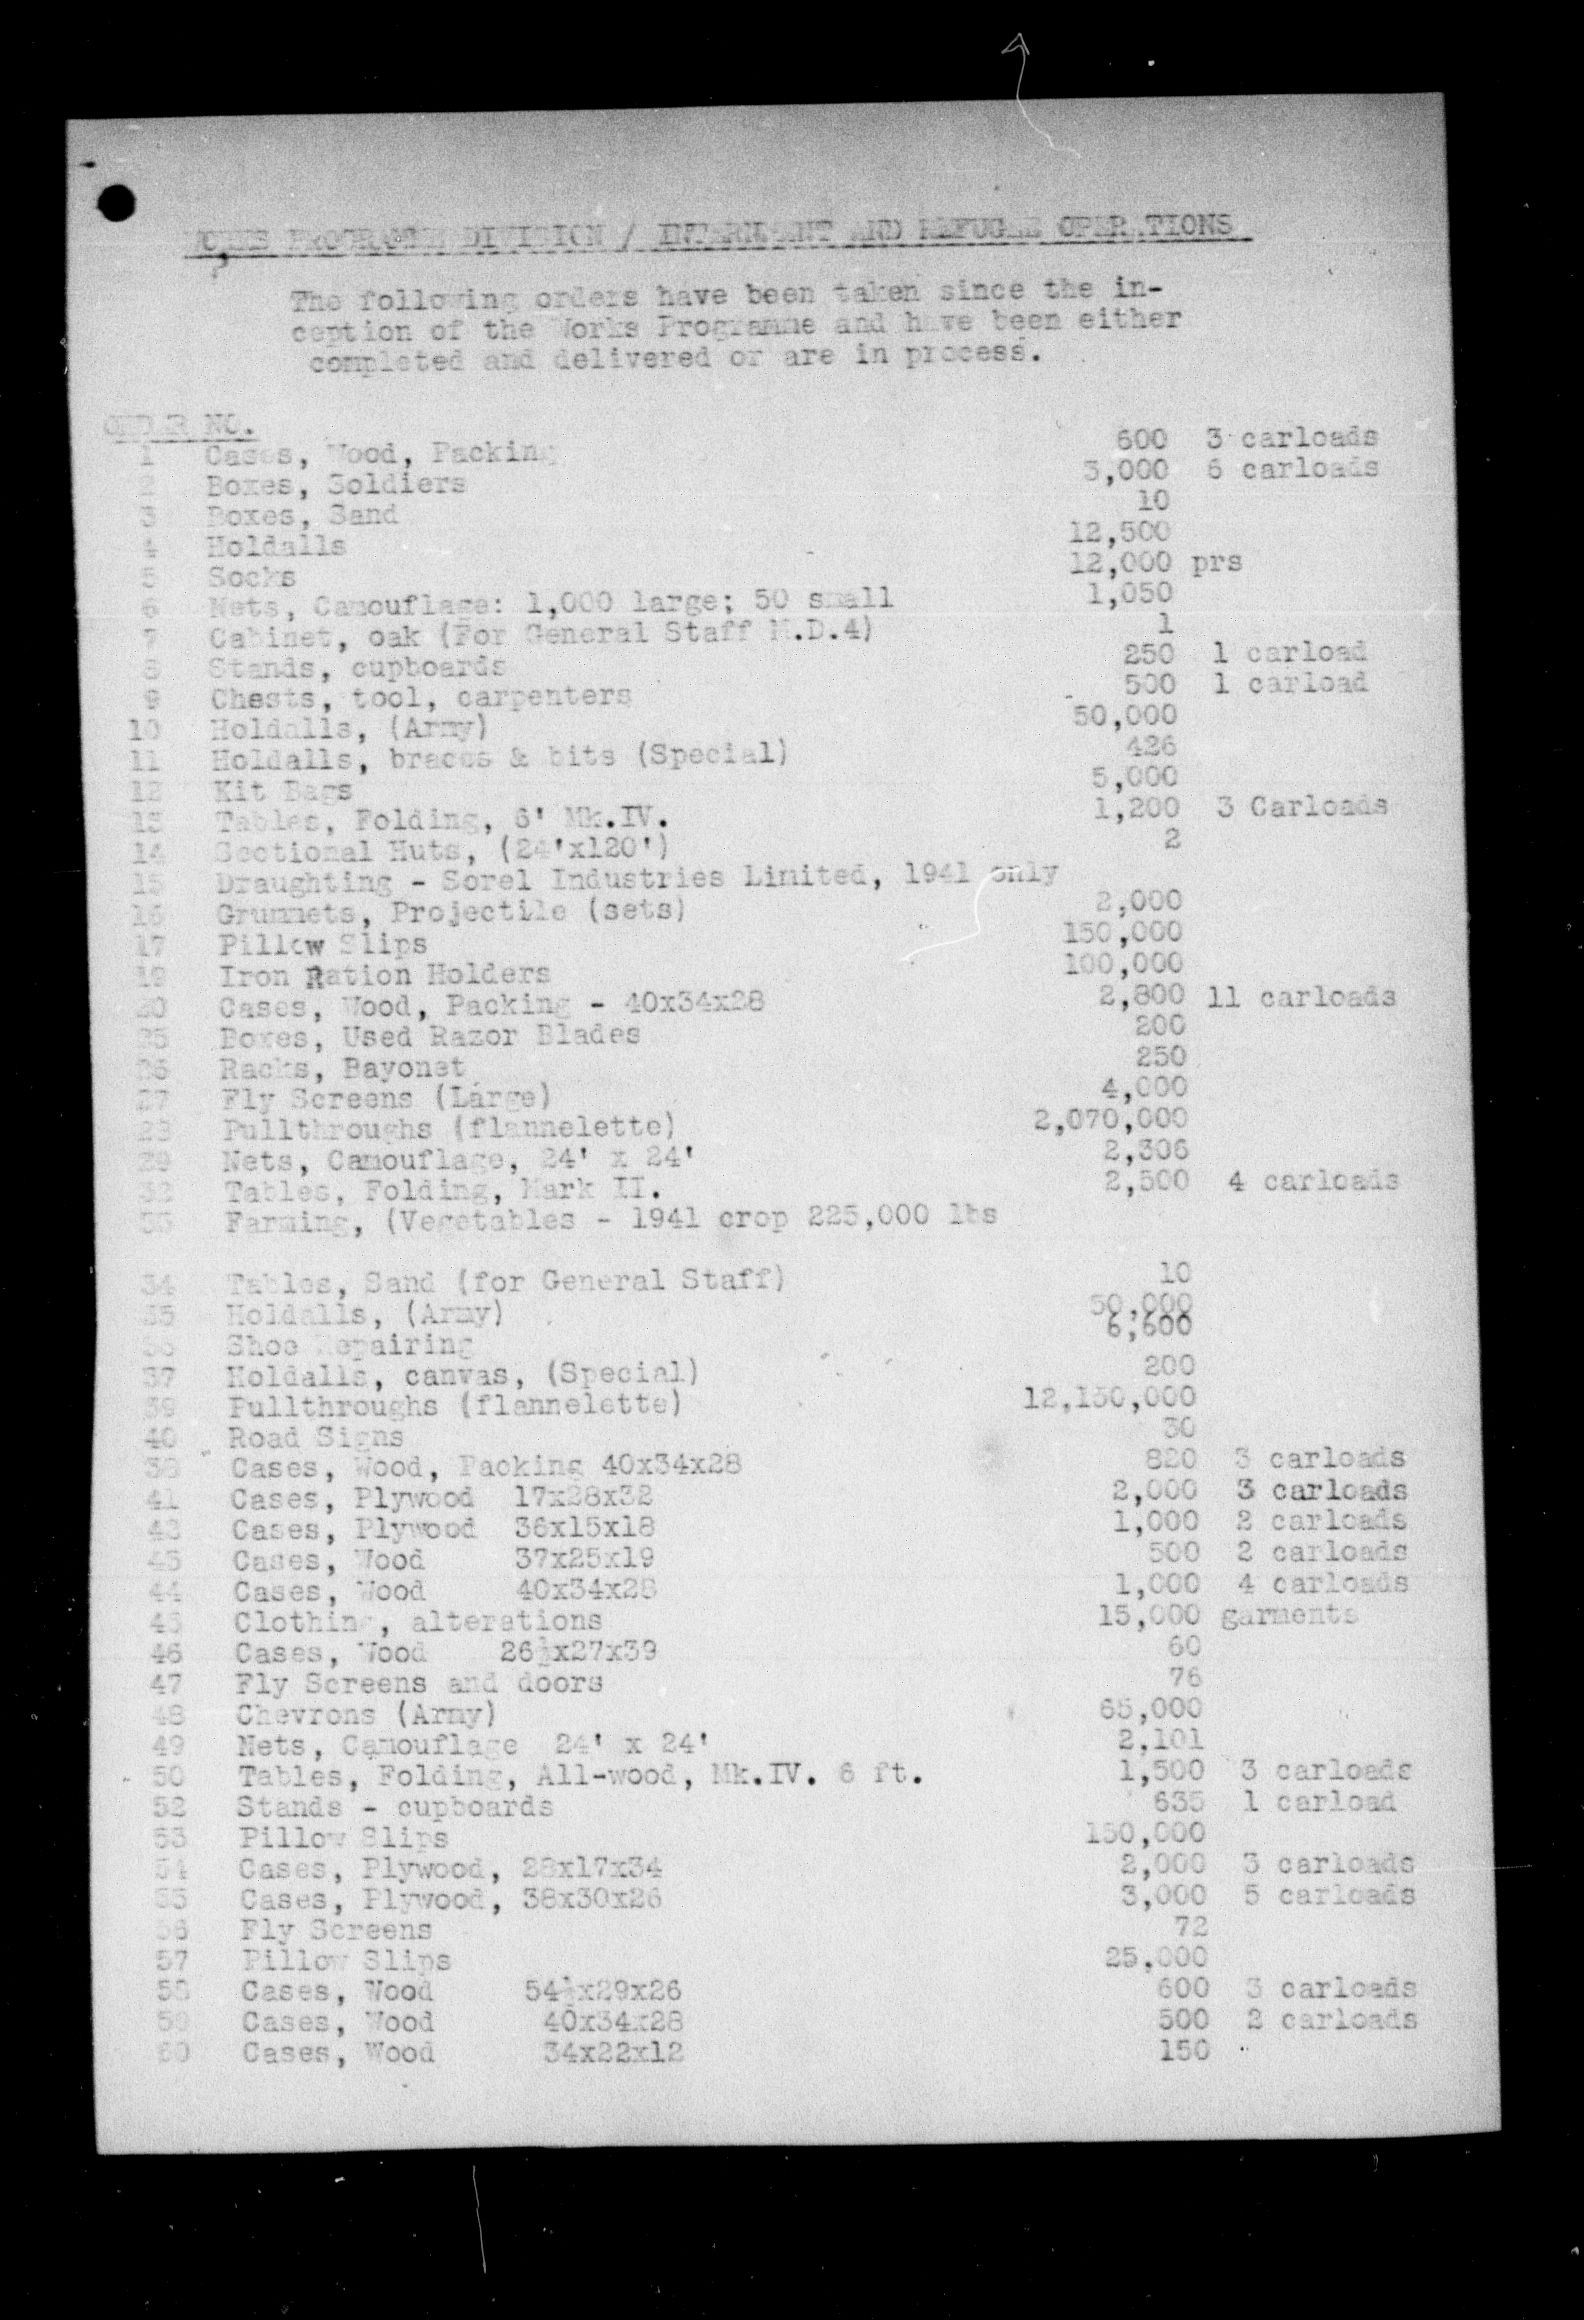 WORKS PROGRAMME DIVISION / INTERNMENT AND REFUGEE OPERATIONS
The following orders have been taken since the in-
ception of the Works Programme and have been either
completed and delivered or are in process.
ORDER NO.
1 Cases, Wood, Packing 600 3 carloads
2 Boxes, Soldiers 3,000 6 carloads
3 Boxes, Sand 10
4 Holdalls 12,500
5 Socks 12,000 prs
6 Nets, Camouflage: 1,000 large; 50 small 1,050
7 Cabinet, oak (For General Staff M.D.4) 1
8 Stands, cupboards 250 1 carload
9 Chests, tool, carpenters 500 1 carload
10 Holdalls, (Army) 50,000
11 Holdalls, braces & bits (Special) 426
12 Kit Bags 5,000
13 Tables, Folding, 6' Mk.IV. 1,200 3 Carloads
14 Sectional Huts, (24'x120') 2
15 Draughting - Sorel Industries Limited, 1941 only
16 Grummets, Projectile (sets) 2,000
17 Pillow Slips 150,000
19 Iron Ration Holders 100,000
20 Cases, Wood, Packing - 40x34x28 2,800 11 carloads
25 Boxes, Used Razor Blades 200
26 Racks, Bayonet 250
27 Fly Screens (Large) 4,000
28 Pullthroughs (flannelette) 2,070,000
29 Nets, Camouflage, 24' x 24' 2,306
32 Tables, Folding, Mark II. 2,500 4 carloads
33 Farming, (Vegetables - 1941 crop 225,000 lbs
34 Tables, Sand (for General Staff) 10
35 Holdalls, (Army) 50,000
36 Shoe Repairing 6,600
37 Holdalls, canvas, (Special) 200
39 Pullthroughs (flannelette) 12,130,000
40 Road Signs 30
38 Cases, Wood, Packing 40x34x28 820 3 carloads
41 Cases, Plywood 17x28x32 2,000 3 carloads
42 Cases, Plywood 36x15x18 1,000 2 carloads
43 Cases, Wood 37x25x19 500 2 carloads
44 Cases, Wood 40x34x28 1,000 4 carloads
45 Clothing, alterations 15,000 garments
46 Cases, Wood 26½x27x39 60
47 Fly Screens and doors 76
48 Chevrons (Army) 65,000
49 Nets, Camouflage 24' x 24' 2,101
50 Tables, Folding, All-wood, Mk.IV. 6 ft. 1,500 3 carloads
52 Stands - cupboards 635 1 carload
53 Pillow Slips 150,000
54 Cases, Plywood, 28x17x34 2,000 3 carloads
55 Cases, Plywood, 38x30x26 3,000 5 carloads
56 Fly Screens 72
57 Pillow Slips 25,000
58 Cases, Wood 54½x29x26 600 3 carloads
59 Cases, Wood 40x34x28 500 2 carloads
60 Cases, Wood 34x22x12 150